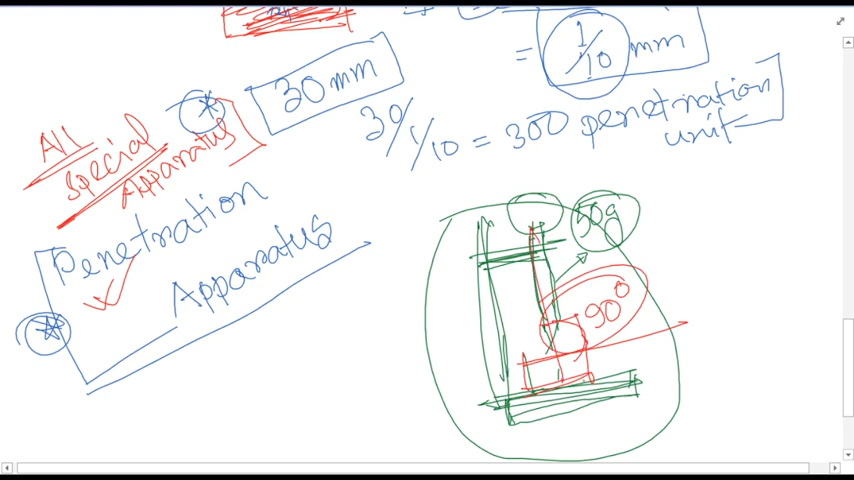 = 1/10 mm
30 mm
30/1/10 = 300 penetration
unit
All
special
Apparatus
Penetration
Apparatus
50g
90°